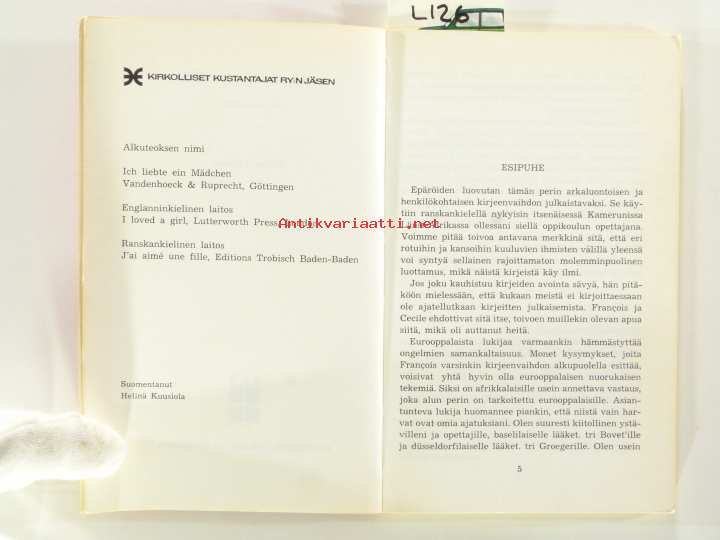 L126
KIRKOLLISET KUSTANTAJAT RY:N JÄSEN
Alkuteoksen nimi
Ich liebte ein Mädchen
Vandenhoeck & Ruprecht, Göttingen
Englanninkielinen laitos
I loved a girl, Lutterworth Press,
Antikvariaatti.net
Ranskankielinen laitos
J'ai aimé une fille, Editions Trobisch Baden-Baden
Suomentanut
Helinä Kuusiola
ESIPUHE
Epäröiden luovutan tämän perin arkaluontoisen ja
henkilökohtaisen kirjeenvaihdon julkaistavaksi. Se käy-
tiin ranskankielellä nykyisin itsenäisessä Kamerunissa
Länsi-Afrikassa ollessani siellä oppikoulun opettajana.
Voimme pitää toivoa antavana merkkinä sitä, että eri
rotuihin ja kansoihin kuuluvien ihmisten välillä yleensä
voi syntyä sellainen rajoittamaton molemminpuolinen
luottamus, mikä näistä kirjeistä käy ilmi.
Jos joku kauhistuu kirjeiden avointa sävyä, hän pitä-
köön mielessään, että kukaan meistä ei kirjoittaessaan
ole ajatellutkaan kirjeitten julkaisemista. François ja
Cecile ehdottivat sitä itse, toivoen muillekin olevan apua
siitä, mikä oli auttanut heitä.
Eurooppalaista lukijaa varmaankin hämmästyttää
ongelmien samankaltaisuus. Monet kysymykset, joita
François varsinkin kirjeenvaihdon alkupuolella esittää,
voisivat yhtä hyvin olla eurooppalaisen nuorukaisen
tekemiä. Siksi on afrikkalaisille usein annettava vastaus,
joka alun perin on tarkoitettu eurooppalaisille. Asian-
tunteva lukija huomannee piankin, että niistä vain har-
vat ovat omia ajatuksiani. Olen suuresti kiitollinen ystä-
villeni ja opettajille, baselilaiselle lääket. tri Bovet'ille
ja düsseldorfilaiselle lääket. tri Groegerille. Olen usein
5